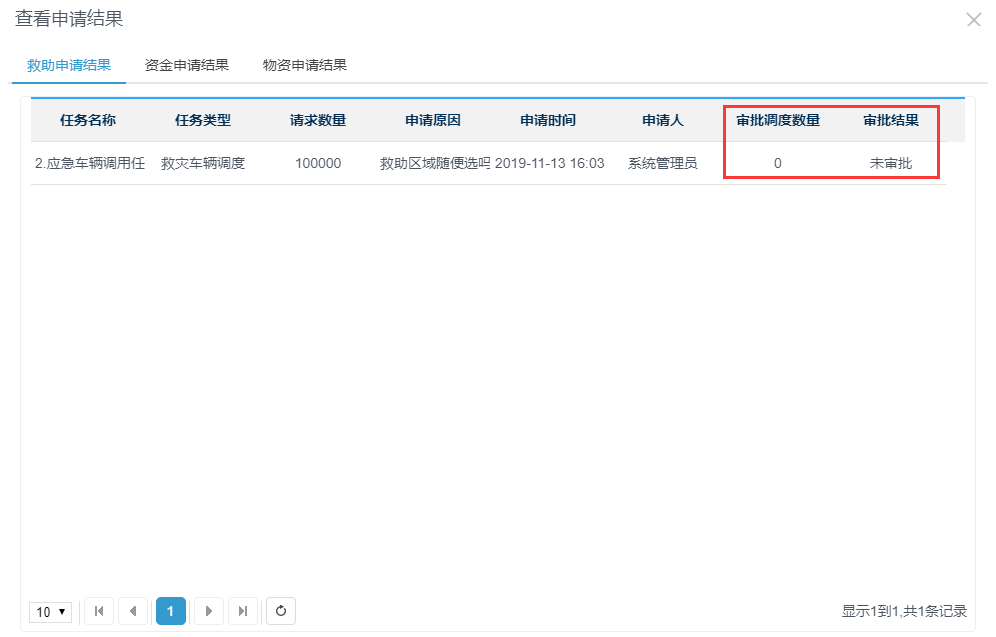 查看申请结果
救助申请结果 资金申请结果 物资申请结果
任务名称 任务类型 请求数量 申请原因 申请时间 申请人 审批调度数量 审批结果
2.应急车辆调用任 救灾车辆调度 100000 救助区域随便选吗 2019-11-13 16:03 系统管理员 0 未审批
10 1 显示1到1,共1条记录